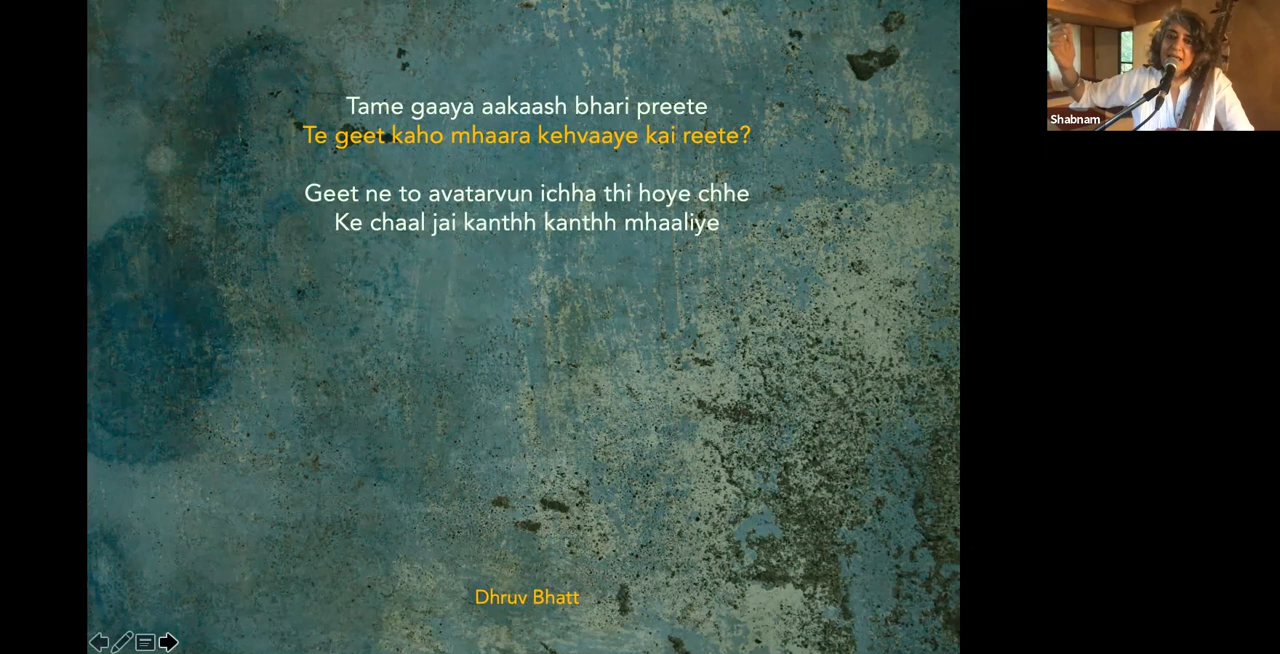 Tame gaaya aakaash bhari preete
Te geet kaho mhaara kehvaaye kai reete?
Geet ne to avatarvun ichha thi hoye chhe
Ke chaal jai kanthh kanthh mhaaliye
Dhruv Bhatt
Shabnam